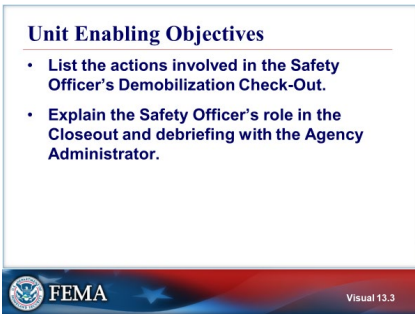 Unit Enabling Objectives
• List the actions involved in the Safety
Officer's Demobilization Check-Out.
• Explain the Safety Officer's role in the
Closeout and debriefing with the Agency
Administrator.
FEMA
Visual 13.3